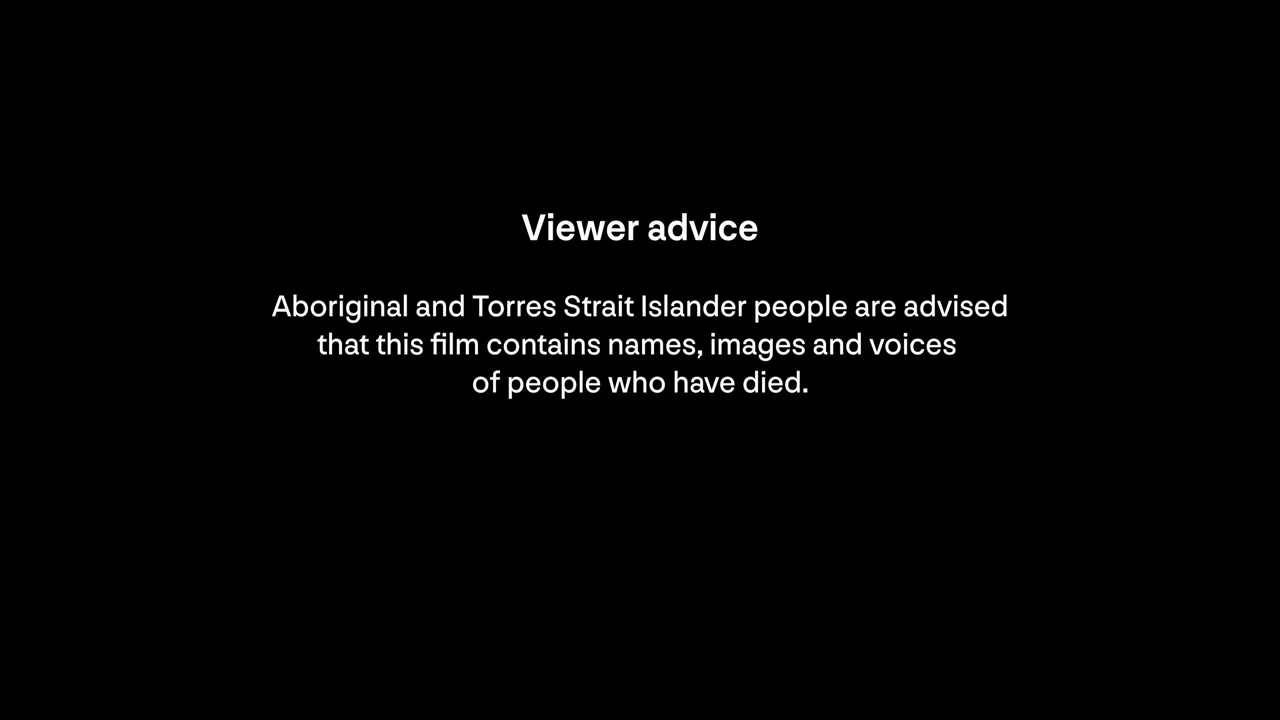 Viewer advice
Aboriginal and Torres Strait Islander people are advised
that this film contains names, images and voices
of people who have died.